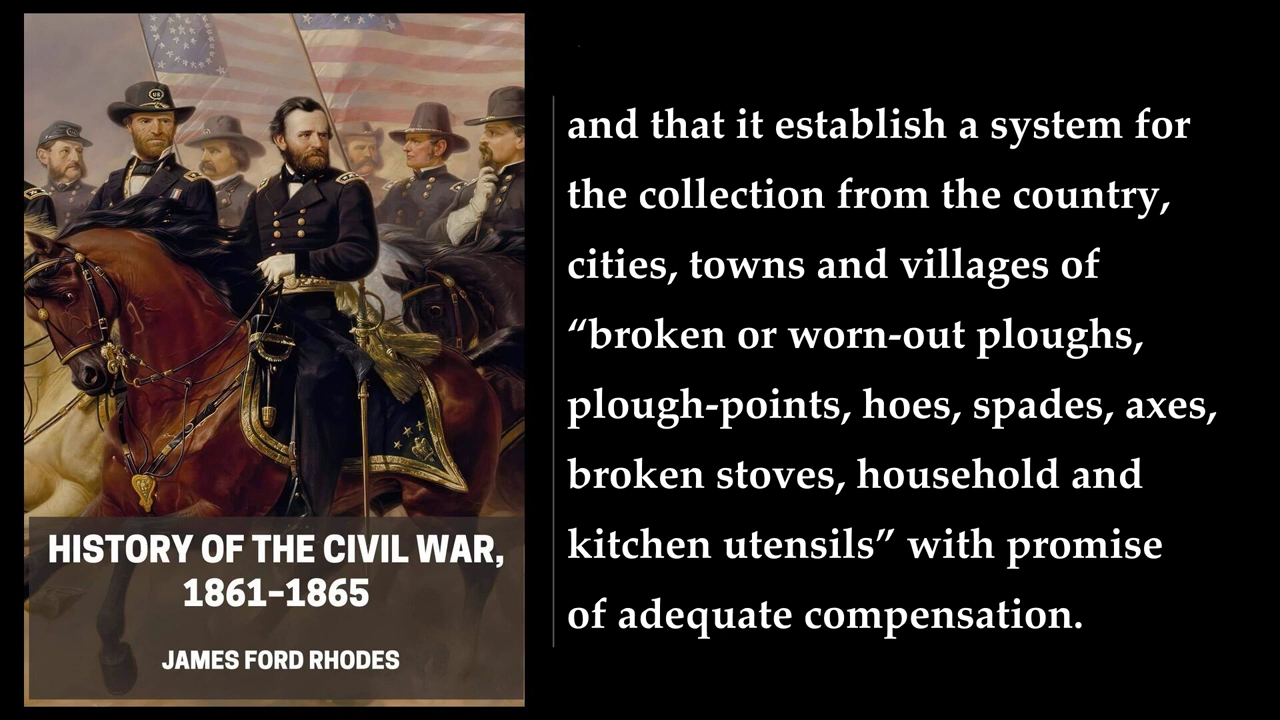 HISTORY OF THE CIVIL WAR,
1861–1865
JAMES FORD RHODES
and that it establish a system for
the collection from the country,
cities, towns and villages of
“broken or worn-out ploughs,
plough-points, hoes, spades, axes,
broken stoves, household and
kitchen utensils” with promise
of adequate compensation.